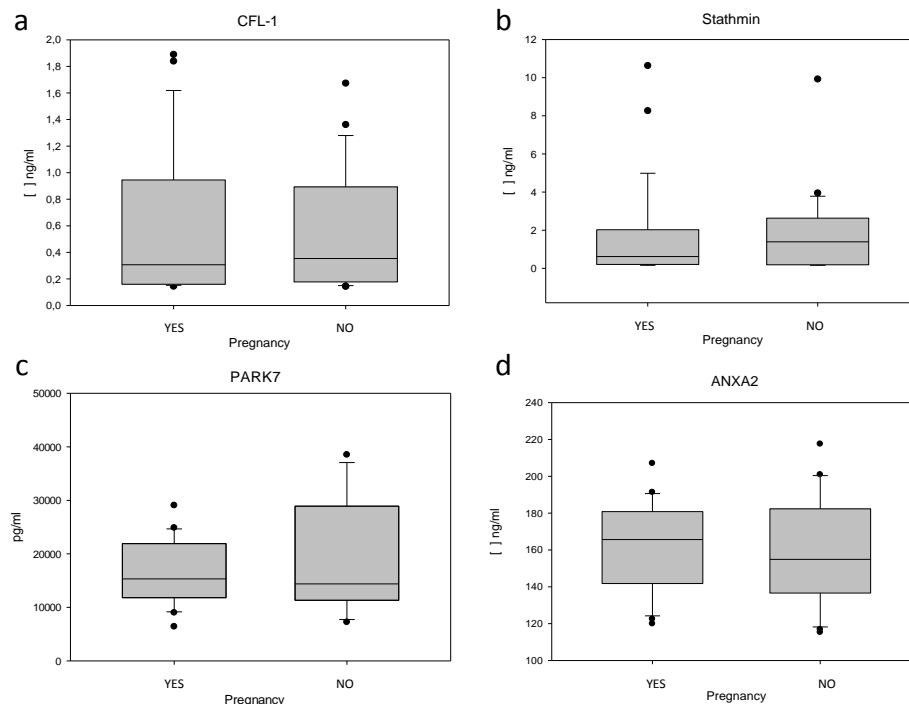 a
CFL-1
2,0
1,8
1,6
1,4
1,2
1,0
0,8
0,6
0,4
0,2
0,0
[ ] ng/ml
YES
NO
Pregnancy
b
Stathmin
12
10
8
6
4
2
0
[ ] ng/ml
YES
NO
Pregnancy
c
PARK7
50000
40000
30000
20000
10000
0
pg/ml
YES
NO
Pregnancy
d
ANXA2
240
220
200
180
160
140
120
100
[ ] ng/ml
YES
NO
Pregnancy